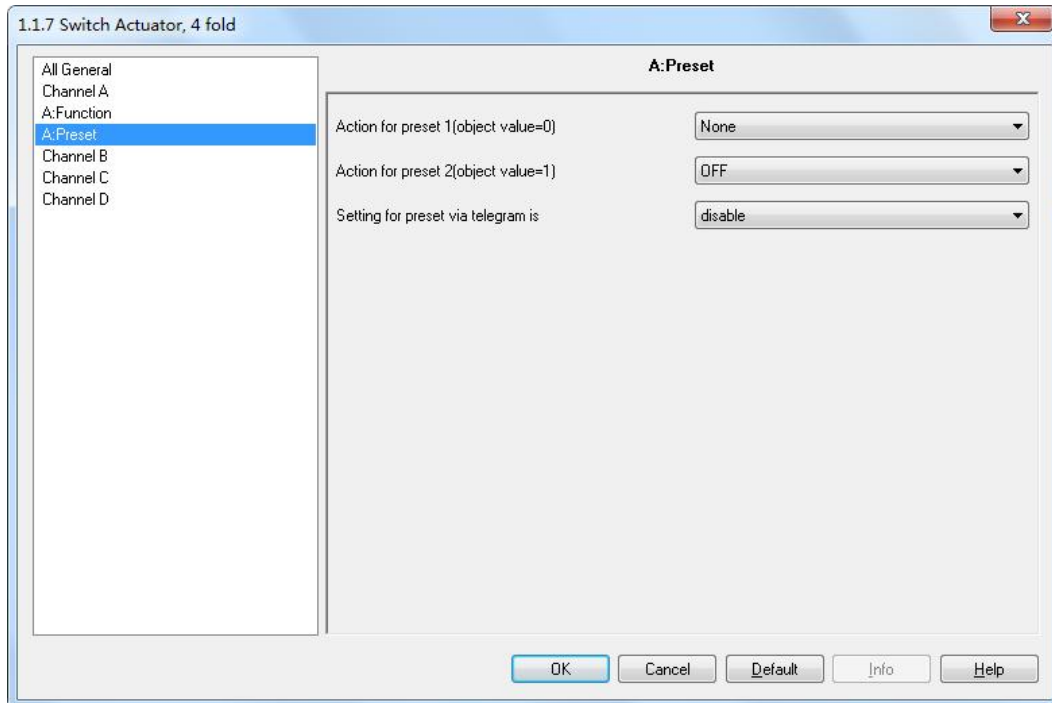 1.1.7 Switch Actuator, 4 fold
All General
Channel A
A:Function
A:Preset
Channel B
Channel C
Channel D
A:Preset
Action for preset 1(object value=0) None
Action for preset 2(object value=1) OFF
Setting for preset via telegram is disable
OK Cancel Default Info Help